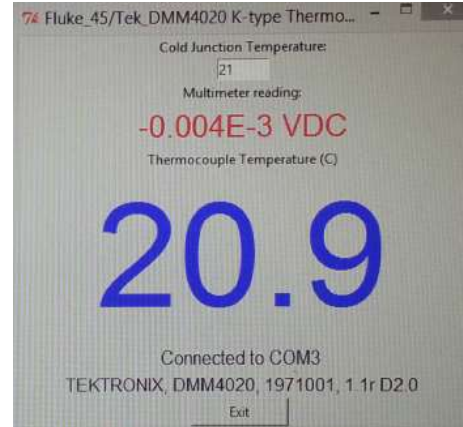 Fluke_45/Tek_DMM4020 K-type Thermo...
Cold Junction Temperature:
21
Multimeter reading:
-0.004E-3 VDC
Thermocouple Temperature (C)
20.9
Connected to COM3
TEKTRONIX, DMM4020, 1971001, 1.1r D2.0
Exit